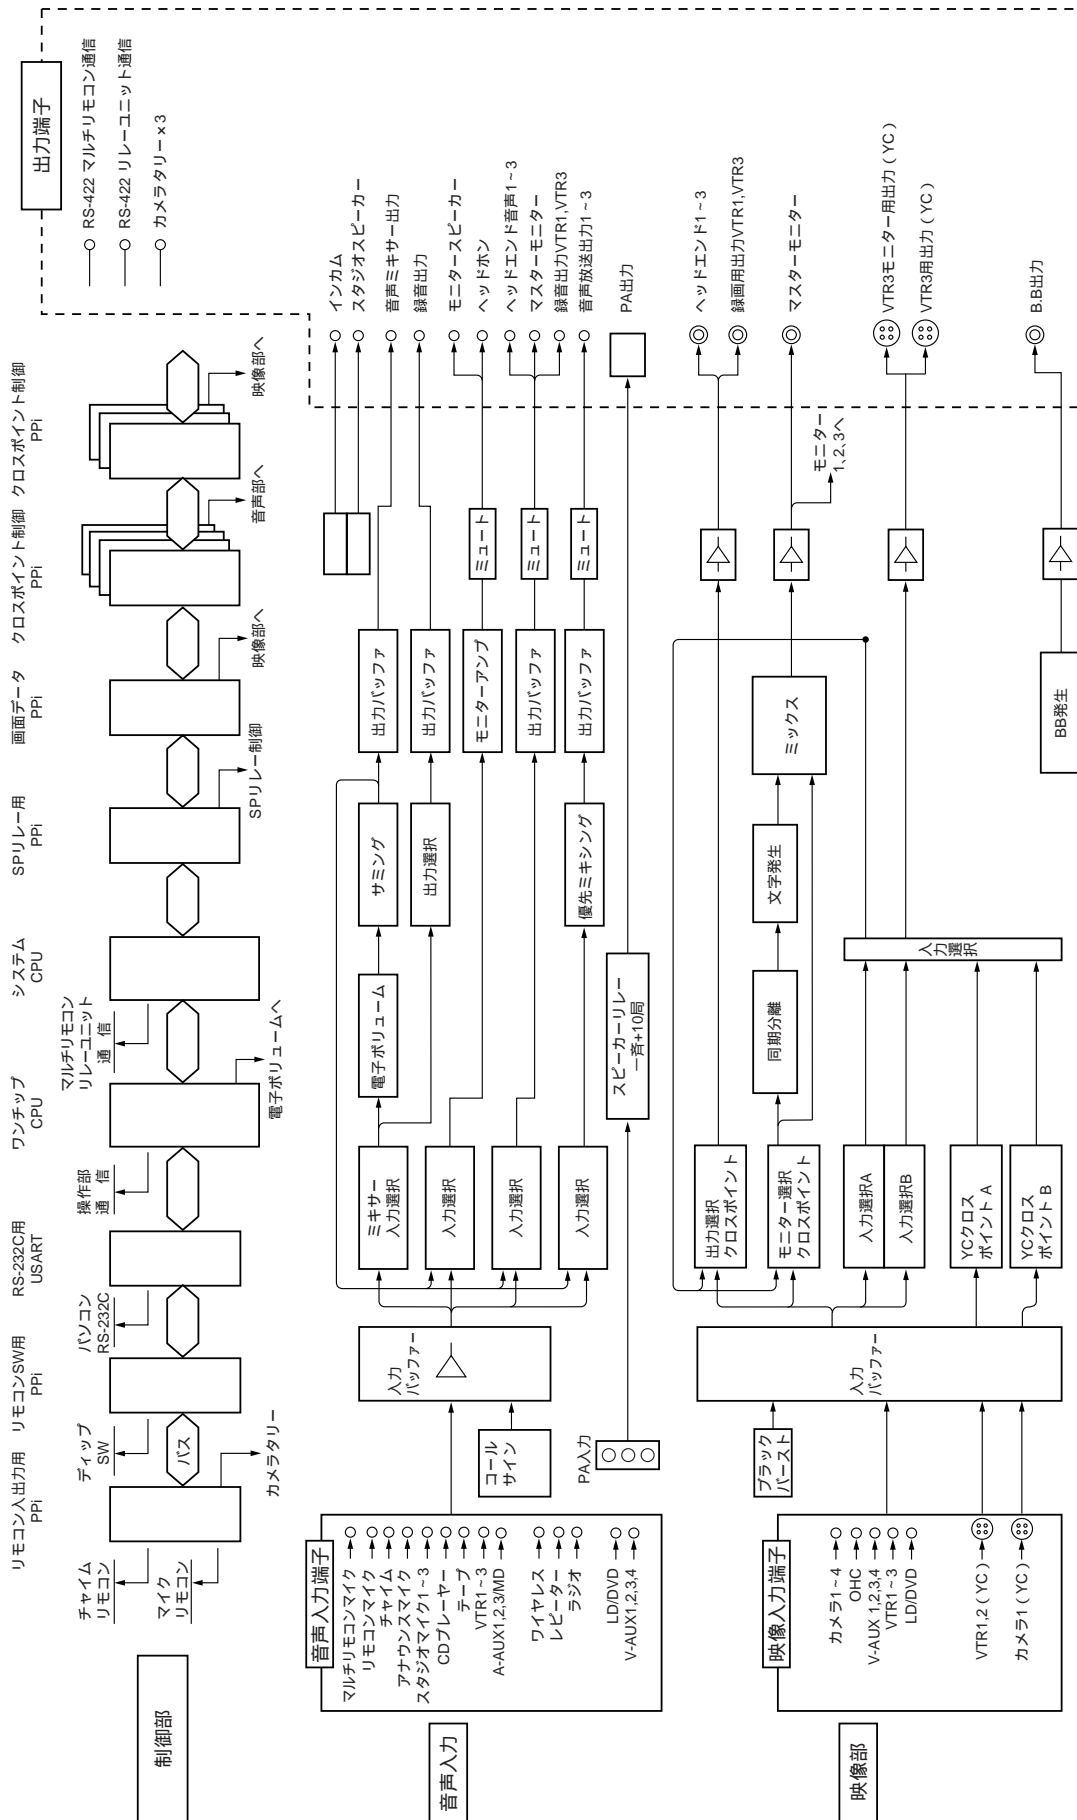 制御部
リモコン入出力用
PPi
リモコンSW用
PPi
RS-232C用
USART
ワンチップ
CPU
システム
CPU
SPリレー用
PPi
画面データ
PPi
クロスポイント制御
PPi
クロスポイント制御
PPi
チャイム
リモコン
マイク
リモコン
ディップ
SW
カメラタリー
バス
パソコン
RS-232C
操作部
通 信
電子ボリュームへ
マルチリモコン
リレーユニット
通 信
SPリレー制御
映像部へ
音声部へ
映像部へ
出力端子
RS-422 マルチリモコン通信
RS-422 リレーユニット通信
カメラタリー×3
音声入力
音声入力端子
マルチリモコンマイク
リモコンマイク
チャイム
アナウンスマイク
スタジオマイク1~3
CDプレーヤー
テープ
VTR1~3
A-AUX1,2,3/MD
ワイヤレス
レピーター
ラジオ
LD/DVD
V-AUX1,2,3,4
コール
サイン
入力
バッファー
PA入力
ミキサー
入力選択
入力選択
入力選択
入力選択
電子ボリューム
サミング
出力選択
優先ミキシング
スピーカーリレー
一斉+10局
出力バッファ
出力バッファ
モニターアンプ
出力バッファ
出力バッファ
ミュート
ミュート
ミュート
インカム
スタジオスピーカー
音声ミキサー出力
録音出力
モニタースピーカー
ヘッドホン
ヘッドエンド音声1~3
マスターモニター
録音出力VTR1,VTR3
音声放送出力1~3
PA出力
映像部
映像入力端子
カメラ1~4
OHC
V-AUX 1,2,3,4
VTR1~3
LD/DVD
VTR1,2 ( YC )
カメラ1 ( YC )
ブラック
バースト
入力
バッファー
出力選択
クロスポイント
モニター選択
クロスポイント
入力選択A
入力選択B
YCクロス
ポイント A
YCクロス
ポイント B
同期分離
文字発生
入力
選択
ミックス
BB発生
モニター
1,2,3へ
ヘッドエンド1~3
録画用出力VTR1,VTR3
マスターモニター
VTR3モニター用出力 ( YC )
VTR3用出力 ( YC )
B.B出力